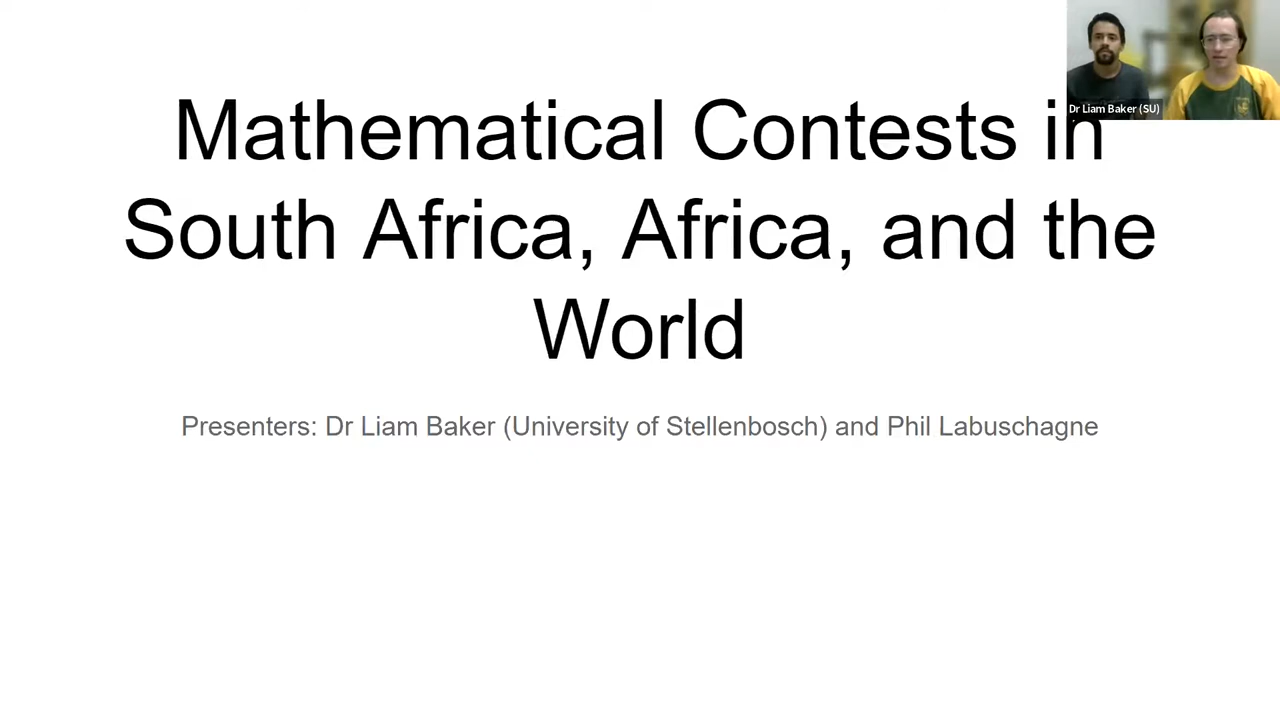 Mathematical Contests in
South Africa, Africa, and the
World
Presenters: Dr Liam Baker (University of Stellenbosch) and Phil Labuschagne
Dr Liam Baker (SU)